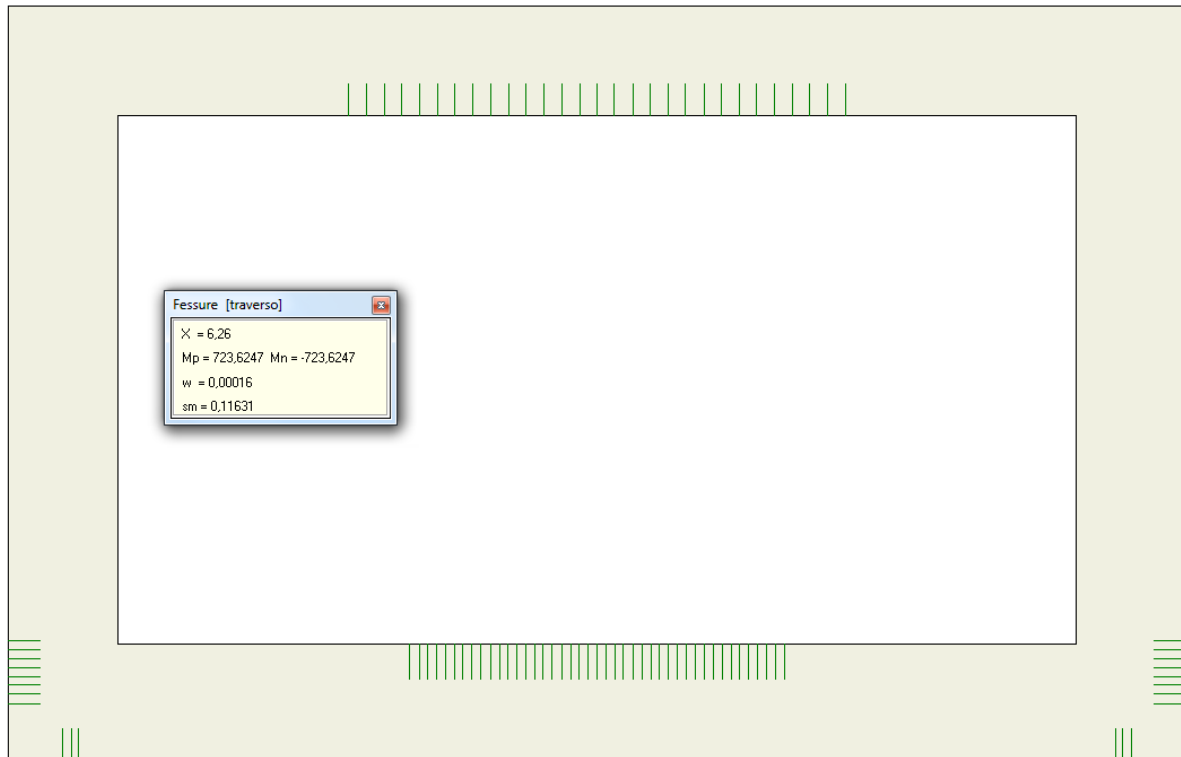 Fessure [traverso]
X = 6,26
Mp = 723,6247 Mn = -723,6247
w = 0,00016
sm = 0,11631